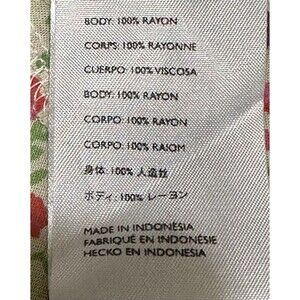 BODY: 100% RAYON
CORPS: 100% RAYONNE
CUERPO: 100% VISCOSA
BODY: 100% RAYON
CORPO: 100% RAYON
CORPO: 100% RAIOM
身体: 100% 人造丝
ボディ: 100% レーヨン
MADE IN INDONESIA
FABRIQUÉ EN INDONÉSIE
HECKO EN INDONESIA